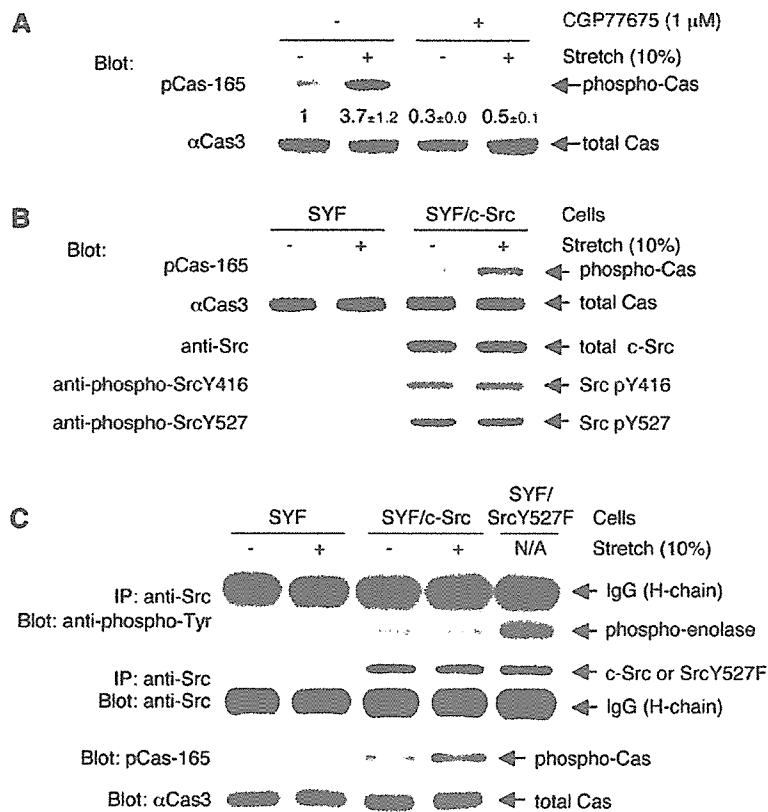 A
- + CGP77675 (1 μM)
Blot: - + - + Stretch (10%)
pCas-165 phospho-Cas
1 3.7±1.2 0.3±0.0 0.5±0.1
αCas3 total Cas
B
SYF SYF/c-Src Cells
Blot: - + - + Stretch (10%)
pCas-165 phospho-Cas
αCas3 total Cas
anti-Src total c-Src
anti-phospho-SrcY416 Src pY416
anti-phospho-SrcY527 Src pY527
C
SYF SYF/c-Src SYF/ SrcY527F Cells
- + - + N/A Stretch (10%)
IP: anti-Src IgG (H-chain)
Blot: anti-phospho-Tyr phospho-enolase
IP: anti-Src c-Src or SrcY527F
Blot: anti-Src IgG (H-chain)
Blot: pCas-165 phospho-Cas
Blot: αCas3 total Cas